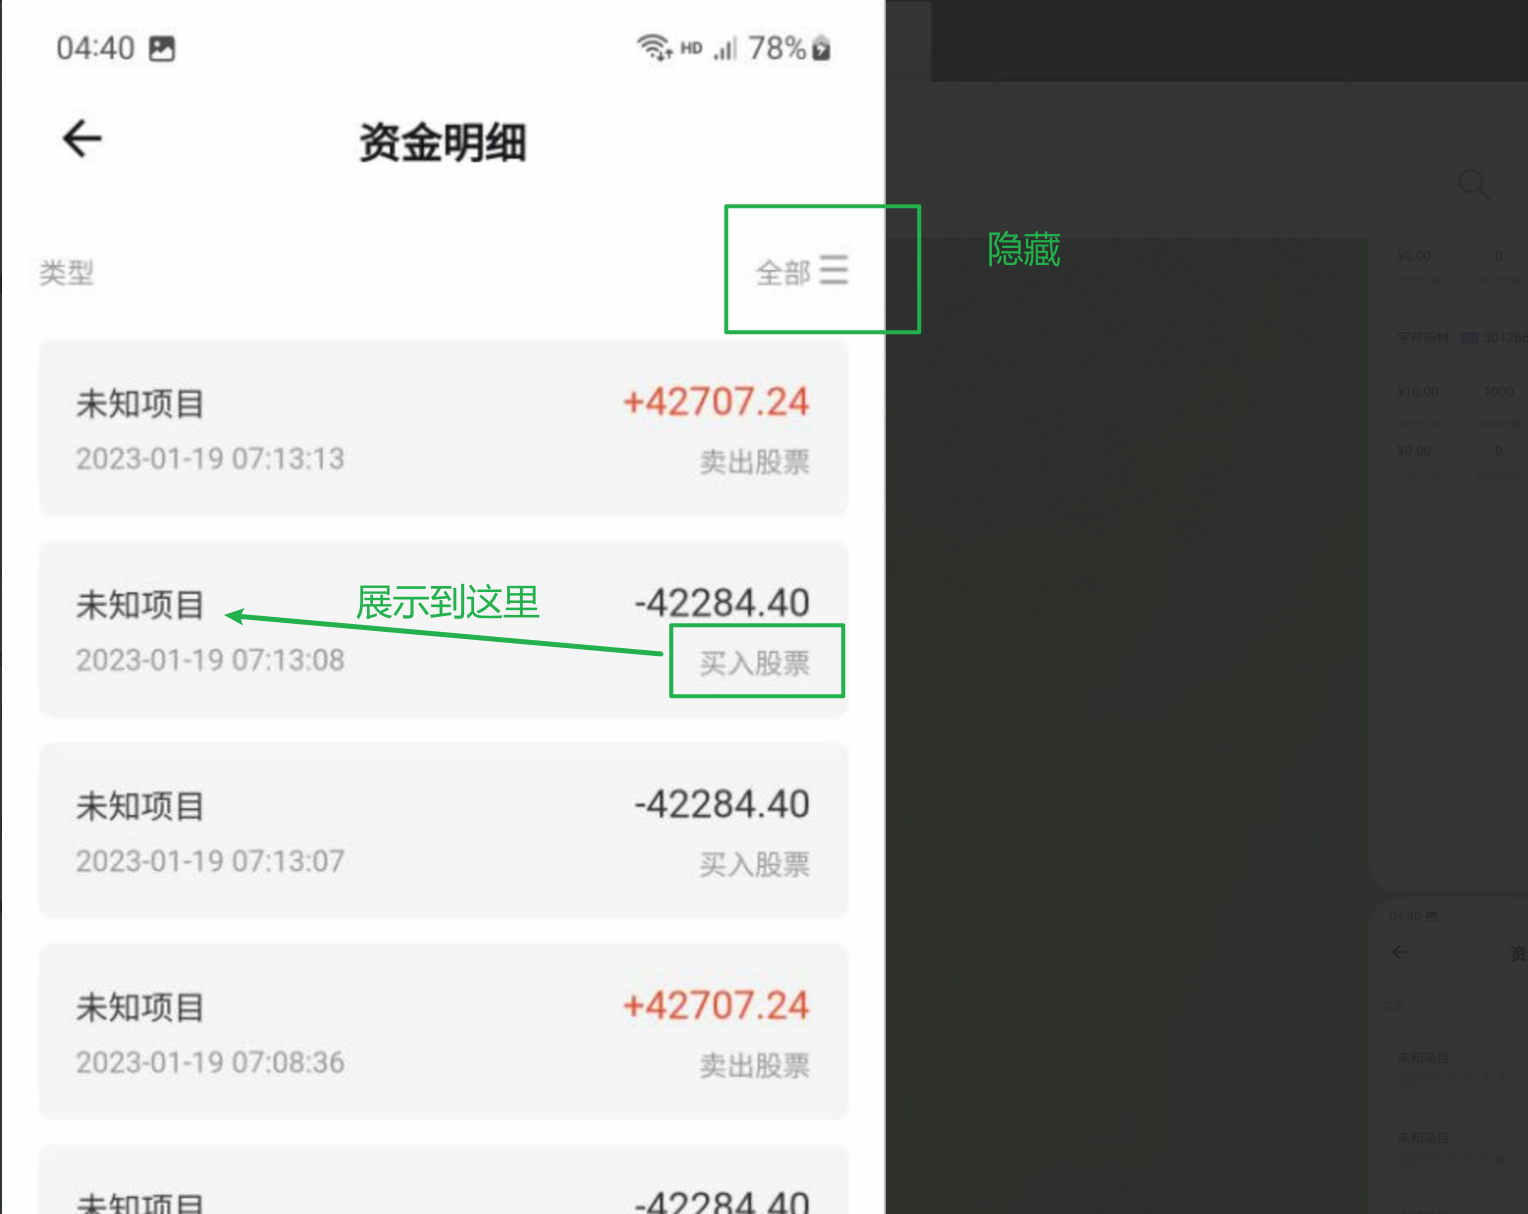 04:40 HD 78%
资金明细
类型 全部
隐藏
未知项目 +42707.24
2023-01-19 07:13:13 卖出股票
未知项目 -42284.40
展示到这里
2023-01-19 07:13:08 买入股票
未知项目 -42284.40
2023-01-19 07:13:07 买入股票
未知项目 +42707.24
2023-01-19 07:08:36 卖出股票
未知项目 -42284.40
¥0.00 0
宇邦新材 301266
¥10.00 1000
¥0.00 0
04:40
资
未知项目
未知项目